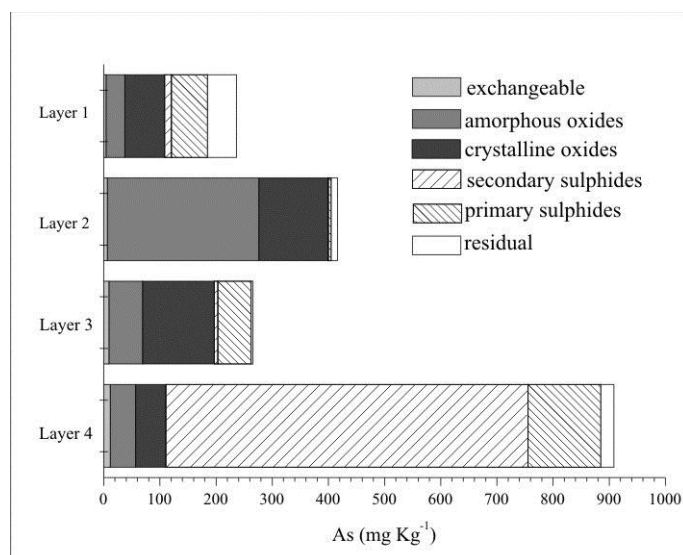 Layer 1
Layer 2
Layer 3
Layer 4
exchangeable
amorphous oxides
crystalline oxides
secondary sulphides
primary sulphides
residual
0 100 200 300 400 500 600 700 800 900 1000
As (mg Kg⁻¹)